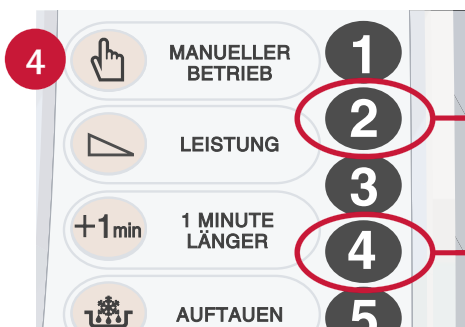 4
MANUELLER
BETRIEB
1
2
LEISTUNG
3
+1min
1 MINUTE
LÄNGER
4
AUFTAUEN
5